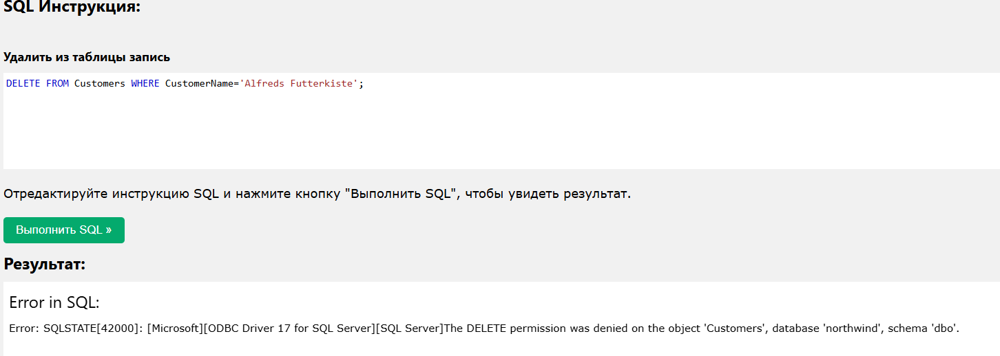 SQL Инструкция:
Удалить из таблицы запись
DELETE FROM Customers WHERE CustomerName='Alfreds Futterkiste';
Отредактируйте инструкцию SQL и нажмите кнопку "Выполнить SQL", чтобы увидеть результат.
Выполнить SQL »
Результат:
Error in SQL:
Error: SQLSTATE[42000]: [Microsoft][ODBC Driver 17 for SQL Server][SQL Server]The DELETE permission was denied on the object 'Customers', database 'northwind', schema 'dbo'.